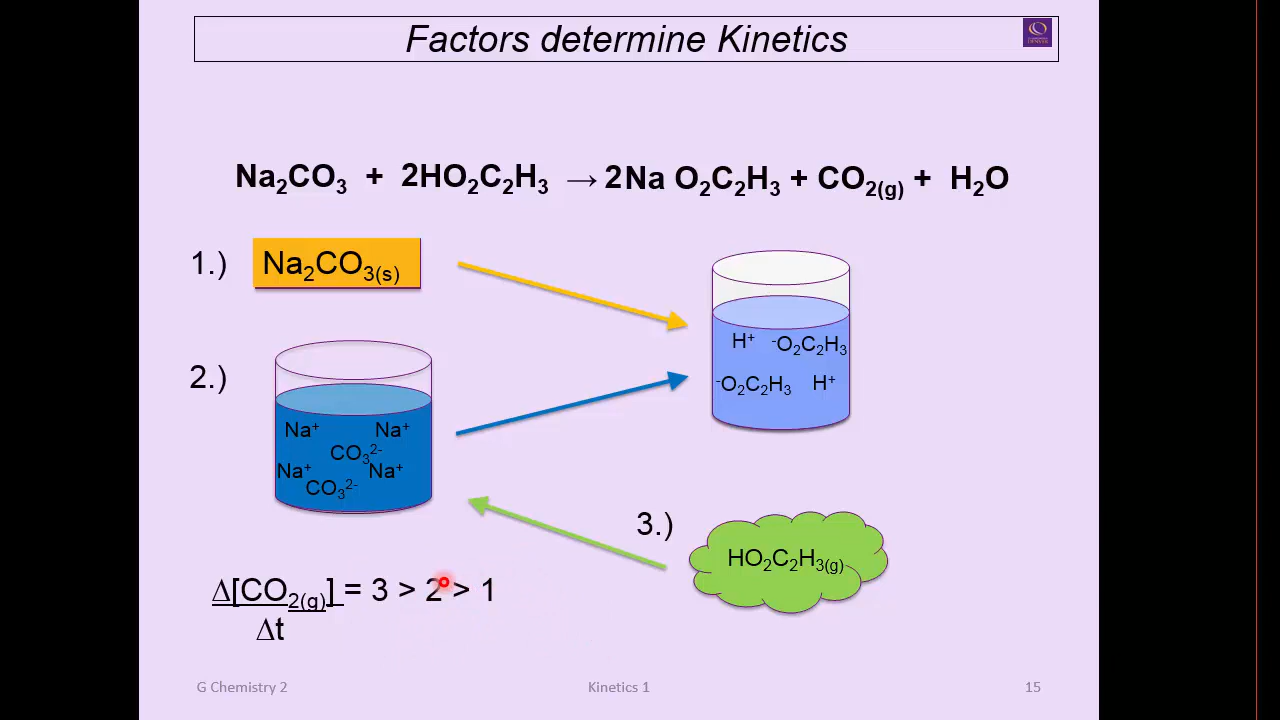 Factors determine Kinetics
Na₂CO₃ + 2HO₂C₂H₃ → 2Na O₂C₂H₃ + CO₂(g) + H₂O
1.) Na₂CO₃(s)
H⁺ ⁻O₂C₂H₃
⁻O₂C₂H₃ H⁺
2.)
Na⁺ Na⁺
CO₃²⁻
Na⁺ Na⁺
CO₃²⁻
3.)
HO₂C₂H₃(g)
∆[CO₂(g)] = 3 > 2 > 1
∆t
G Chemistry 2 Kinetics 1 15